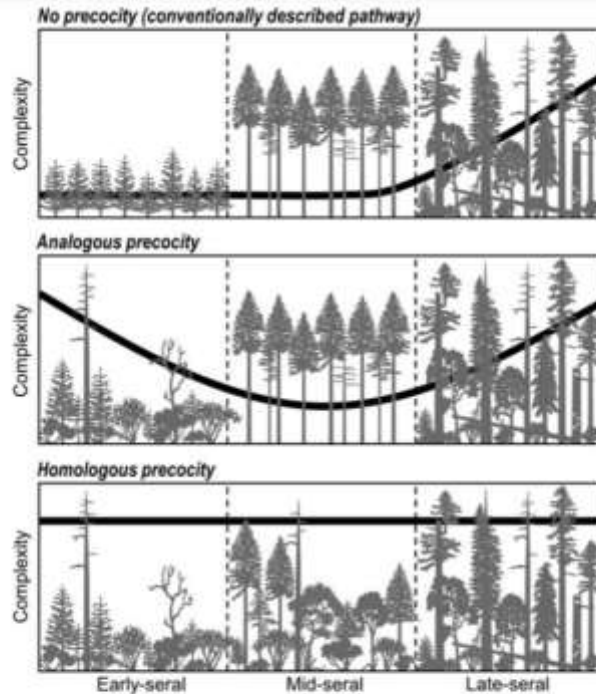 No precocity (conventionally described pathway)
Complexity
Analogous precocity
Complexity
Homologous precocity
Complexity
Early-seral Mid-seral Late-seral